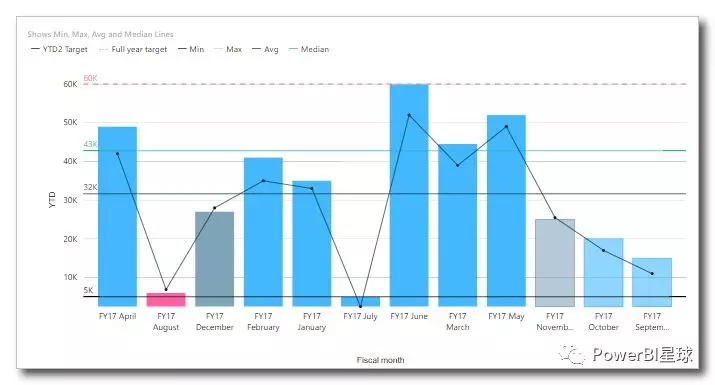 Shows Min, Max, Avg and Median Lines
YTD2 Target Full year target Min Max Avg Median
60K
60K
50K
43K
40K
32K
30K
20K
10K
5K
YTD
FY17 April FY17 August FY17 December FY17 February FY17 January FY17 July FY17 June FY17 March FY17 May FY17 Novemb... FY17 October FY17 Septem...
Fiscal month
PowerBI星球